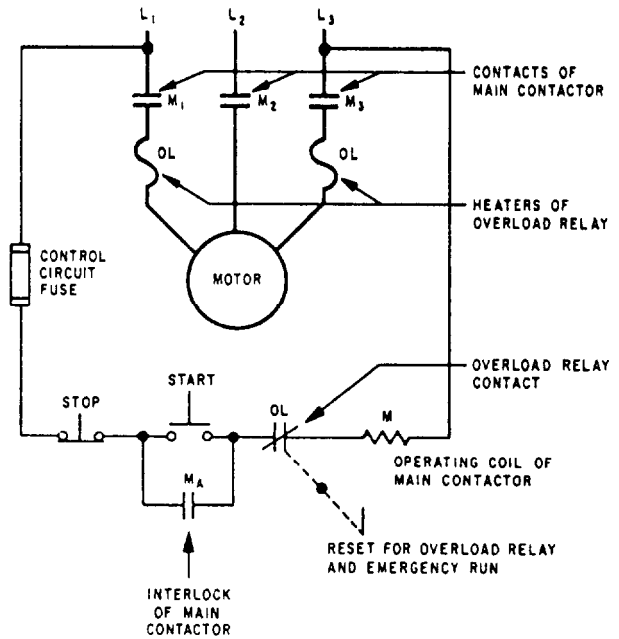 L1 L2 L3
CONTACTS OF
MAIN CONTACTOR
M1 M2 M3
OL OL
HEATERS OF
OVERLOAD RELAY
CONTROL
CIRCUIT
FUSE
MOTOR
OVERLOAD RELAY
CONTACT
START
STOP
OL
M
OPERATING COIL OF
MAIN CONTACTOR
MA
RESET FOR OVERLOAD RELAY
AND EMERGENCY RUN
INTERLOCK
OF MAIN
CONTACTOR